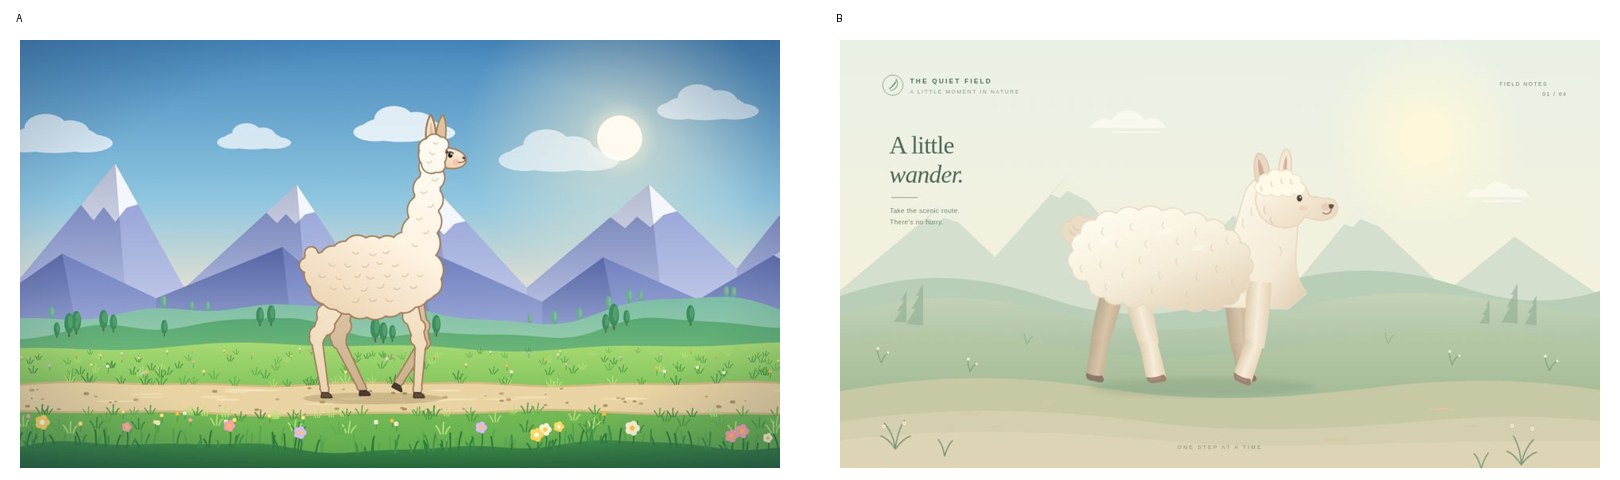 A
B
THE QUIET FIELD
A LITTLE MOMENT IN NATURE
FIELD NOTES
01 / 04
A little
wander.
Take the scenic route.
There's no hurry.
ONE STEP AT A TIME